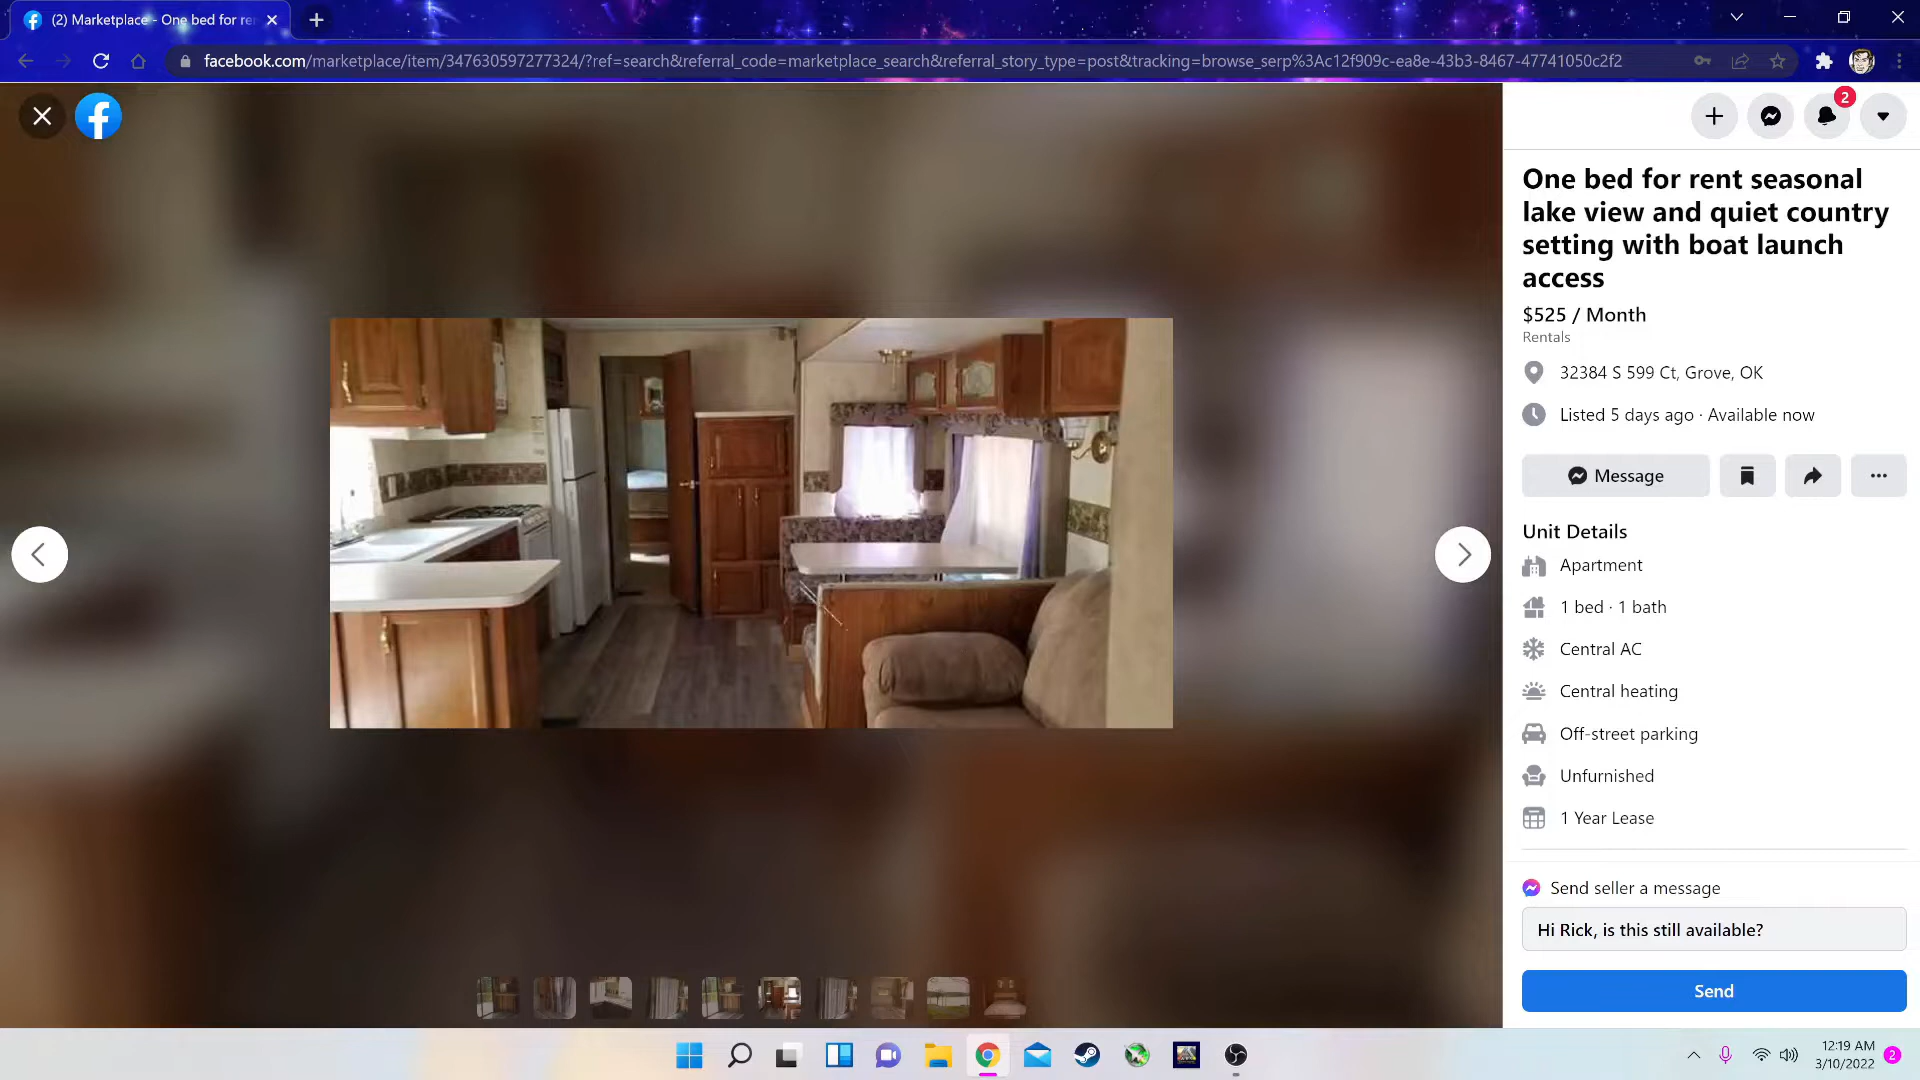 (2) Marketplace - One bed for re
facebook.com/marketplace/item/347630597277324/?ref=search&referral_code=marketplace_search&referral_story_type=post&tracking=browse_serp%3Ac12f909c-ea8e-43b3-8467-47741050c2f2
2
One bed for rent seasonal
lake view and quiet country
setting with boat launch
access
$525 / Month
Rentals
32384 S 599 Ct, Grove, OK
Listed 5 days ago · Available now
Message
Unit Details
Apartment
1 bed · 1 bath
Central AC
Central heating
Off-street parking
Unfurnished
1 Year Lease
Send seller a message
Hi Rick, is this still available?
Send
12:19 AM
3/10/2022
2